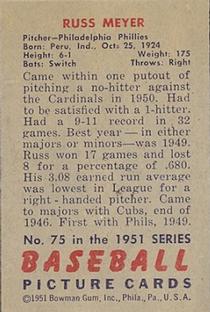 RUSS MEYER
Pitcher—Philadelphia Phillies
Born: Peru, Ind., Oct. 25, 1924
Height: 6-1 Weight: 175
Bats: Switch Throws: Right
Came within one putout of
pitching a no-hitter against
the Cardinals in 1950. Had
to be satisfied with a 1-hitter.
Had a 9-11 record in 32
games. Best year — in either
majors or minors—was 1949.
Russ won 17 games and lost
8 for a percentage of .680.
His 3.08 earned run average
was lowest in League for a
right - handed pitcher. Came
to majors with Cubs, end of
1946. First with Phils, 1949.
No. 75 in the 1951 SERIES
BASEBALL
PICTURE CARDS
©1951 Bowman Gum, Inc., Phila., Pa., U. S. A.